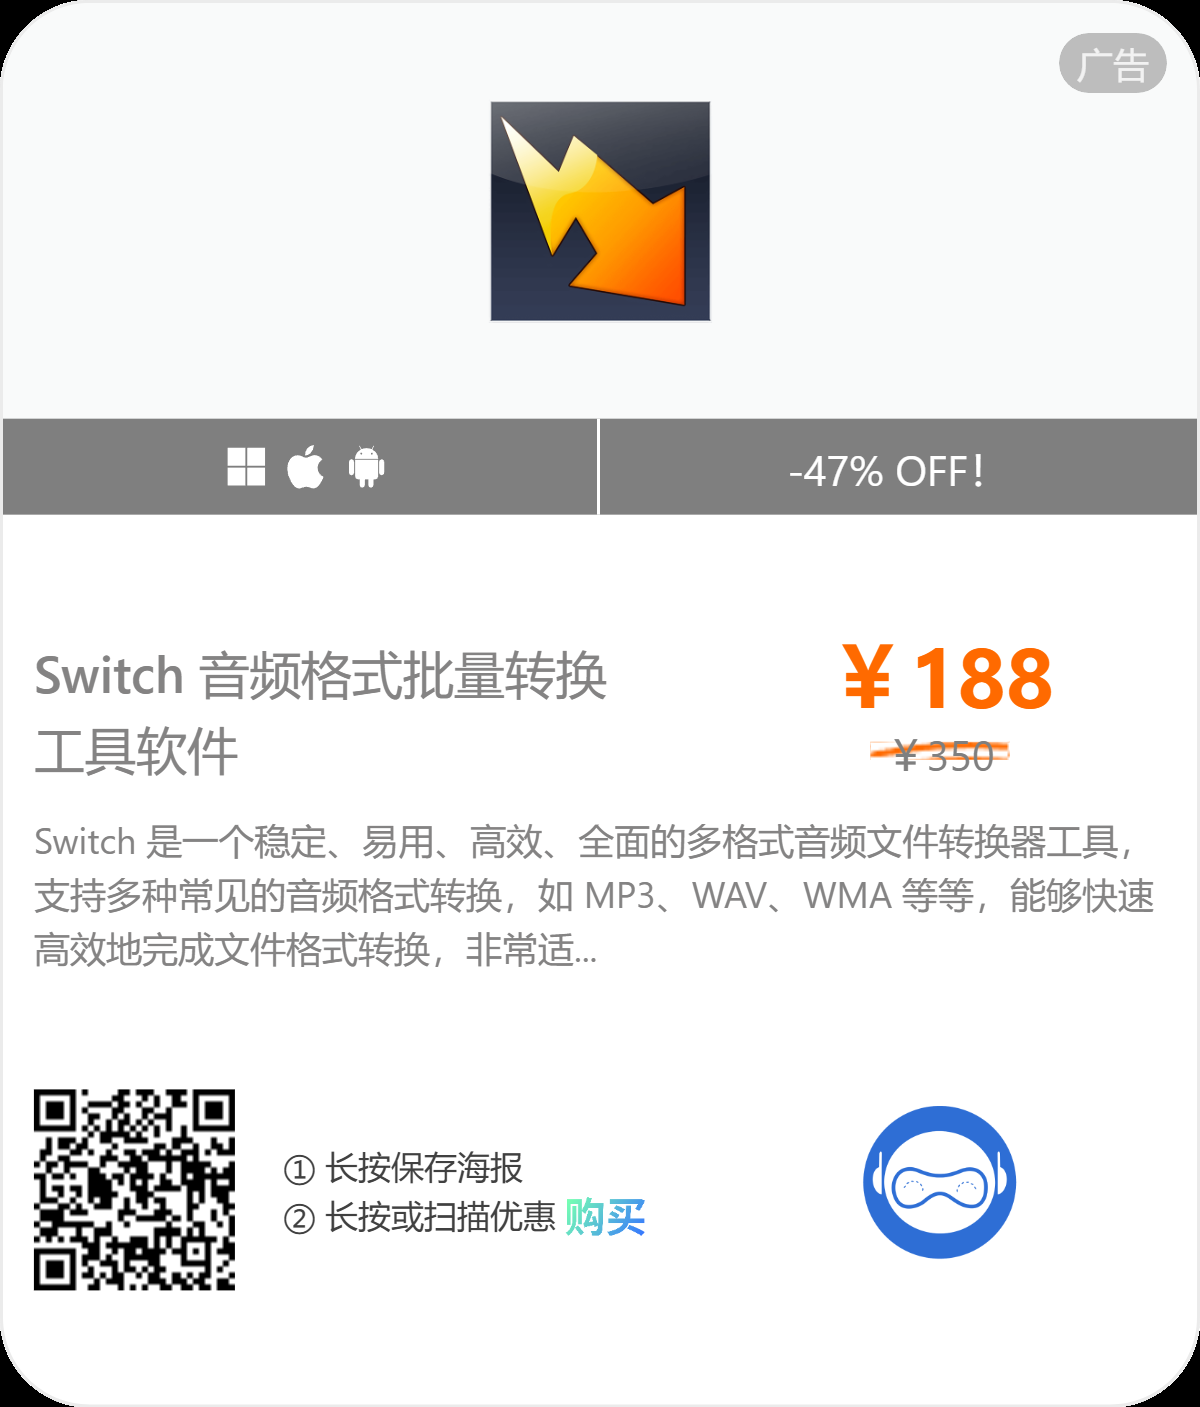 广告
-47% OFF!
Switch 音频格式批量转换
工具软件
￥188
￥350
Switch 是一个稳定、易用、高效、全面的多格式音频文件转换器工具，
支持多种常见的音频格式转换，如 MP3、WAV、WMA 等等，能够快速
高效地完成文件格式转换，非常适...
① 长按保存海报
② 长按或扫描优惠 购买